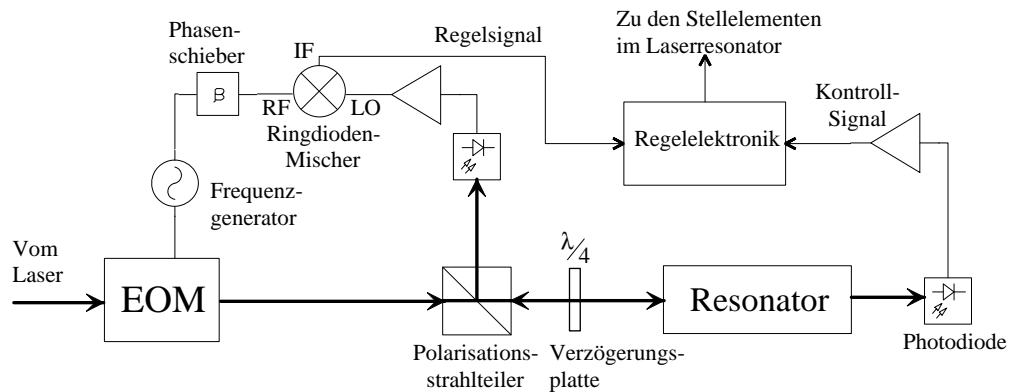 Zu den Stellelementen
im Laserresonator
Phasen-
schieber
IF
Regelsignal
β
RF
LO
Ringdioden-
Mischer
Kontroll-
Signal
Regelelektronik
Frequenz-
generator
Vom
Laser
EOM
λ/4
Resonator
Polarisations-
strahlteiler
Verzögerungs-
platte
Photodiode